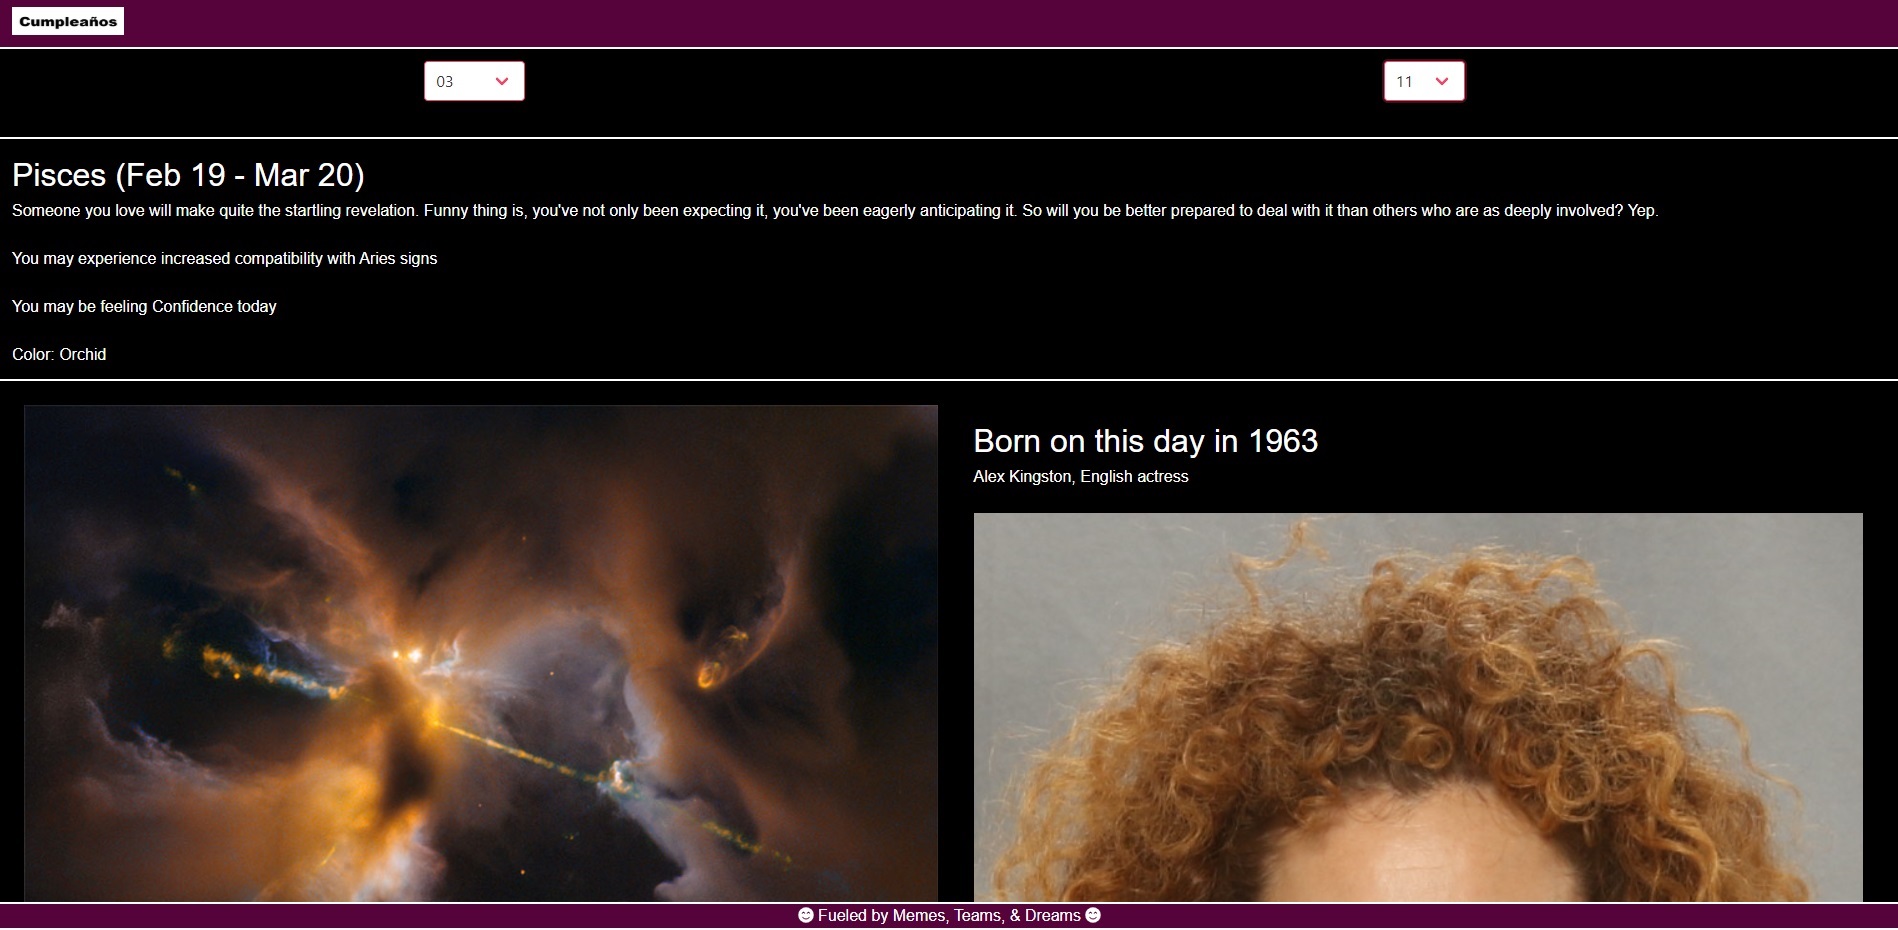 Cumpleaños
03
11
Pisces (Feb 19 - Mar 20)
Someone you love will make quite the startling revelation. Funny thing is, you've not only been expecting it, you've been eagerly anticipating it. So will you be better prepared to deal with it than others who are as deeply involved? Yep.
You may experience increased compatibility with Aries signs
You may be feeling Confidence today
Color: Orchid
Born on this day in 1963
Alex Kingston, English actress
😊 Fueled by Memes, Teams, & Dreams 😊